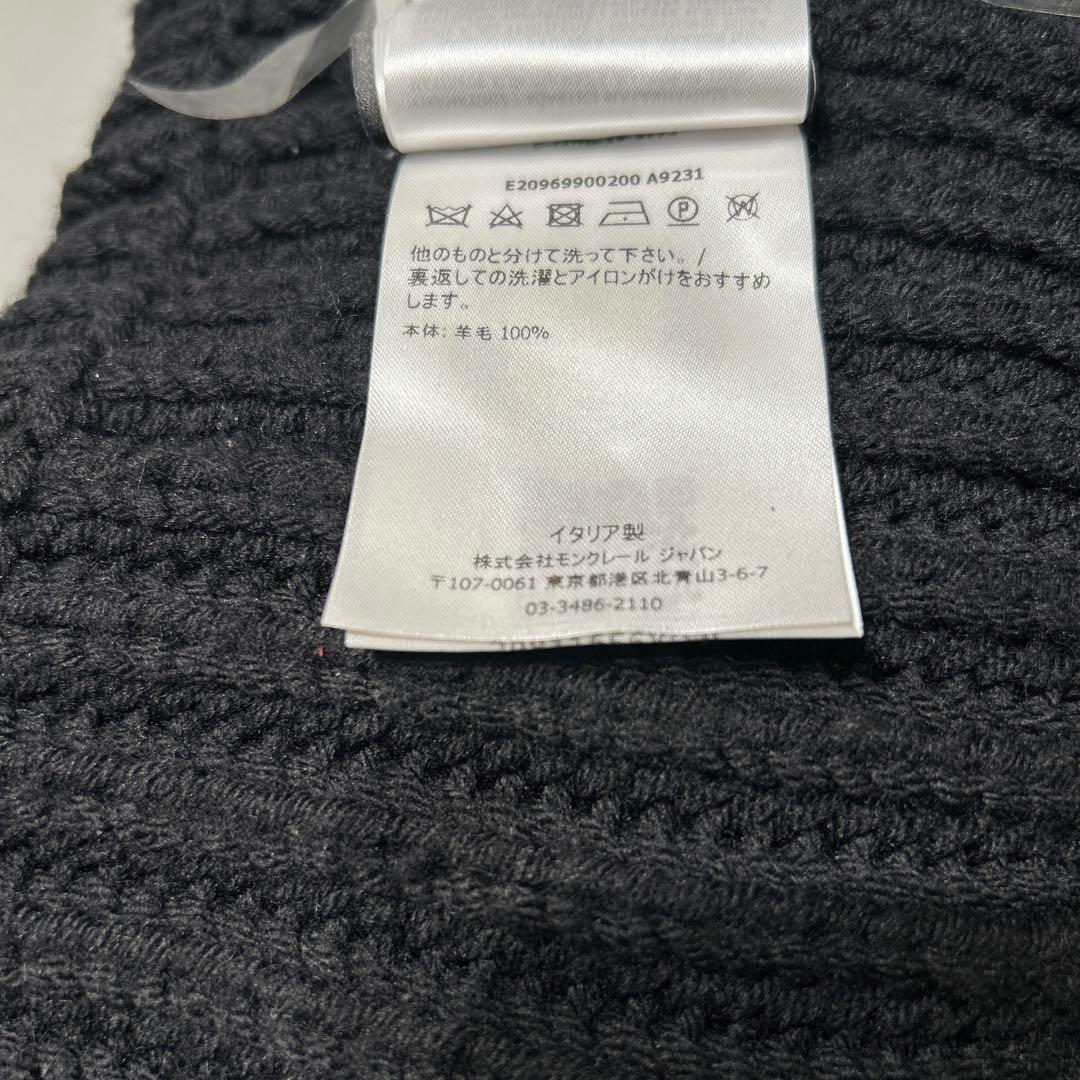 E20969900200 A9231
他のものと分けて洗って下さい。/
裏返しての洗濯とアイロンがけをおすすめ
します。
本体: 羊毛 100%
イタリア製
株式会社モンクレール ジャパン
〒107-0061 東京都港区北青山3-6-7
03-3486-2110